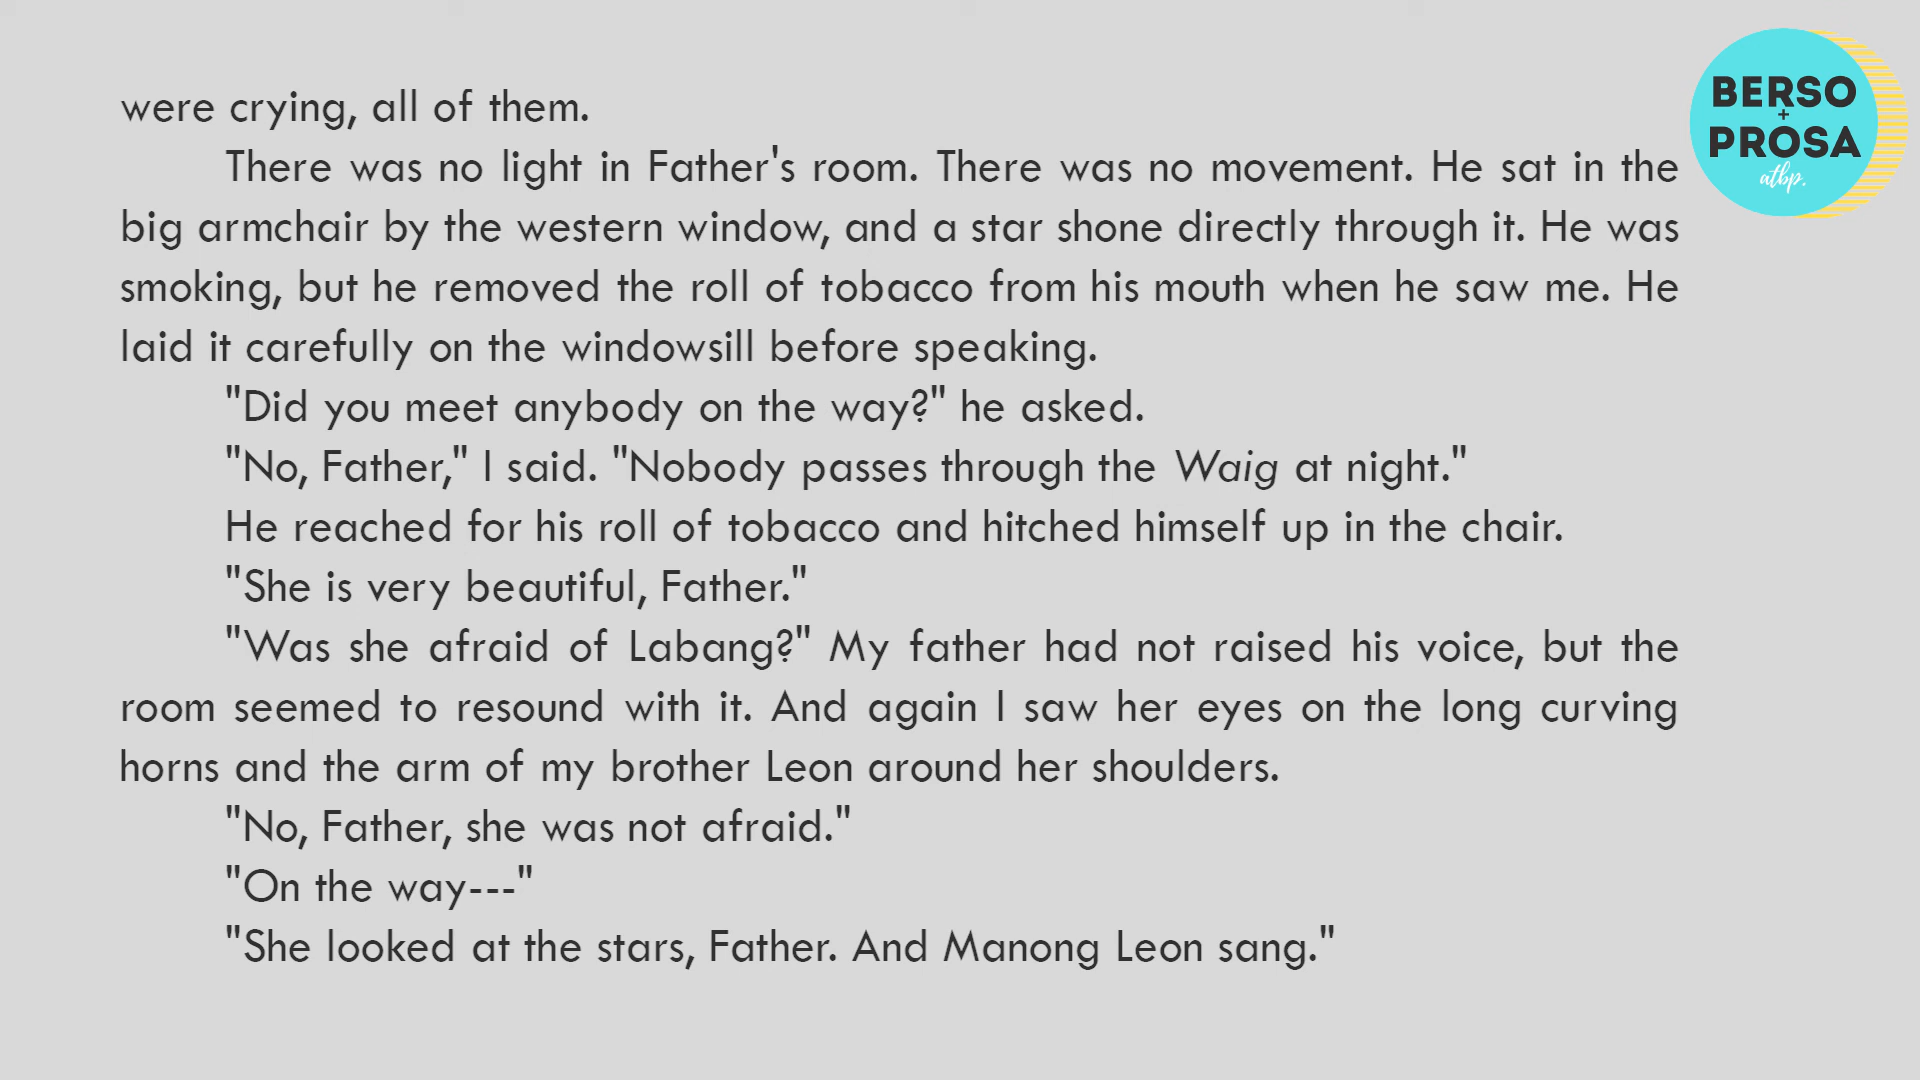 were crying, all of them.
There was no light in Father's room. There was no movement. He sat in the
big armchair by the western window, and a star shone directly through it. He was
smoking, but he removed the roll of tobacco from his mouth when he saw me. He
laid it carefully on the windowsill before speaking.
"Did you meet anybody on the way?" he asked.
"No, Father," I said. "Nobody passes through the Waig at night."
He reached for his roll of tobacco and hitched himself up in the chair.
"She is very beautiful, Father."
"Was she afraid of Labang?" My father had not raised his voice, but the
room seemed to resound with it. And again I saw her eyes on the long curving
horns and the arm of my brother Leon around her shoulders.
"No, Father, she was not afraid."
"On the way---"
"She looked at the stars, Father. And Manong Leon sang."
BERSO
+
PROSA
atbp.